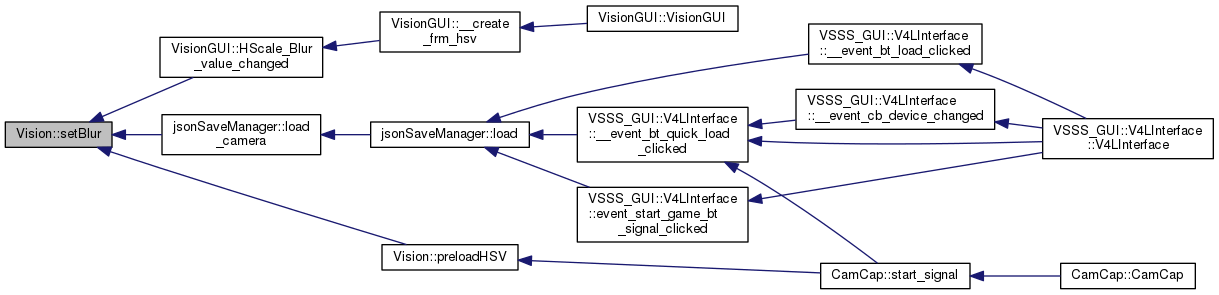 Vision::setBlur
VisionGUI::HScale_Blur
_value_changed
VisionGUI::__create
_frm_hsv
VisionGUI::VisionGUI
jsonSaveManager::load
_camera
jsonSaveManager::load
VSSS_GUI::V4LInterface
::__event_bt_load_clicked
VSSS_GUI::V4LInterface
::__event_bt_quick_load
_clicked
VSSS_GUI::V4LInterface
::__event_cb_device_changed
VSSS_GUI::V4LInterface
::V4LInterface
VSSS_GUI::V4LInterface
::event_start_game_bt
_signal_clicked
Vision::preloadHSV
CamCap::start_signal
CamCap::CamCap